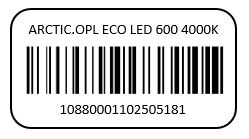 ARCTIC.OPL ECO LED 600 4000K
10880001102505181